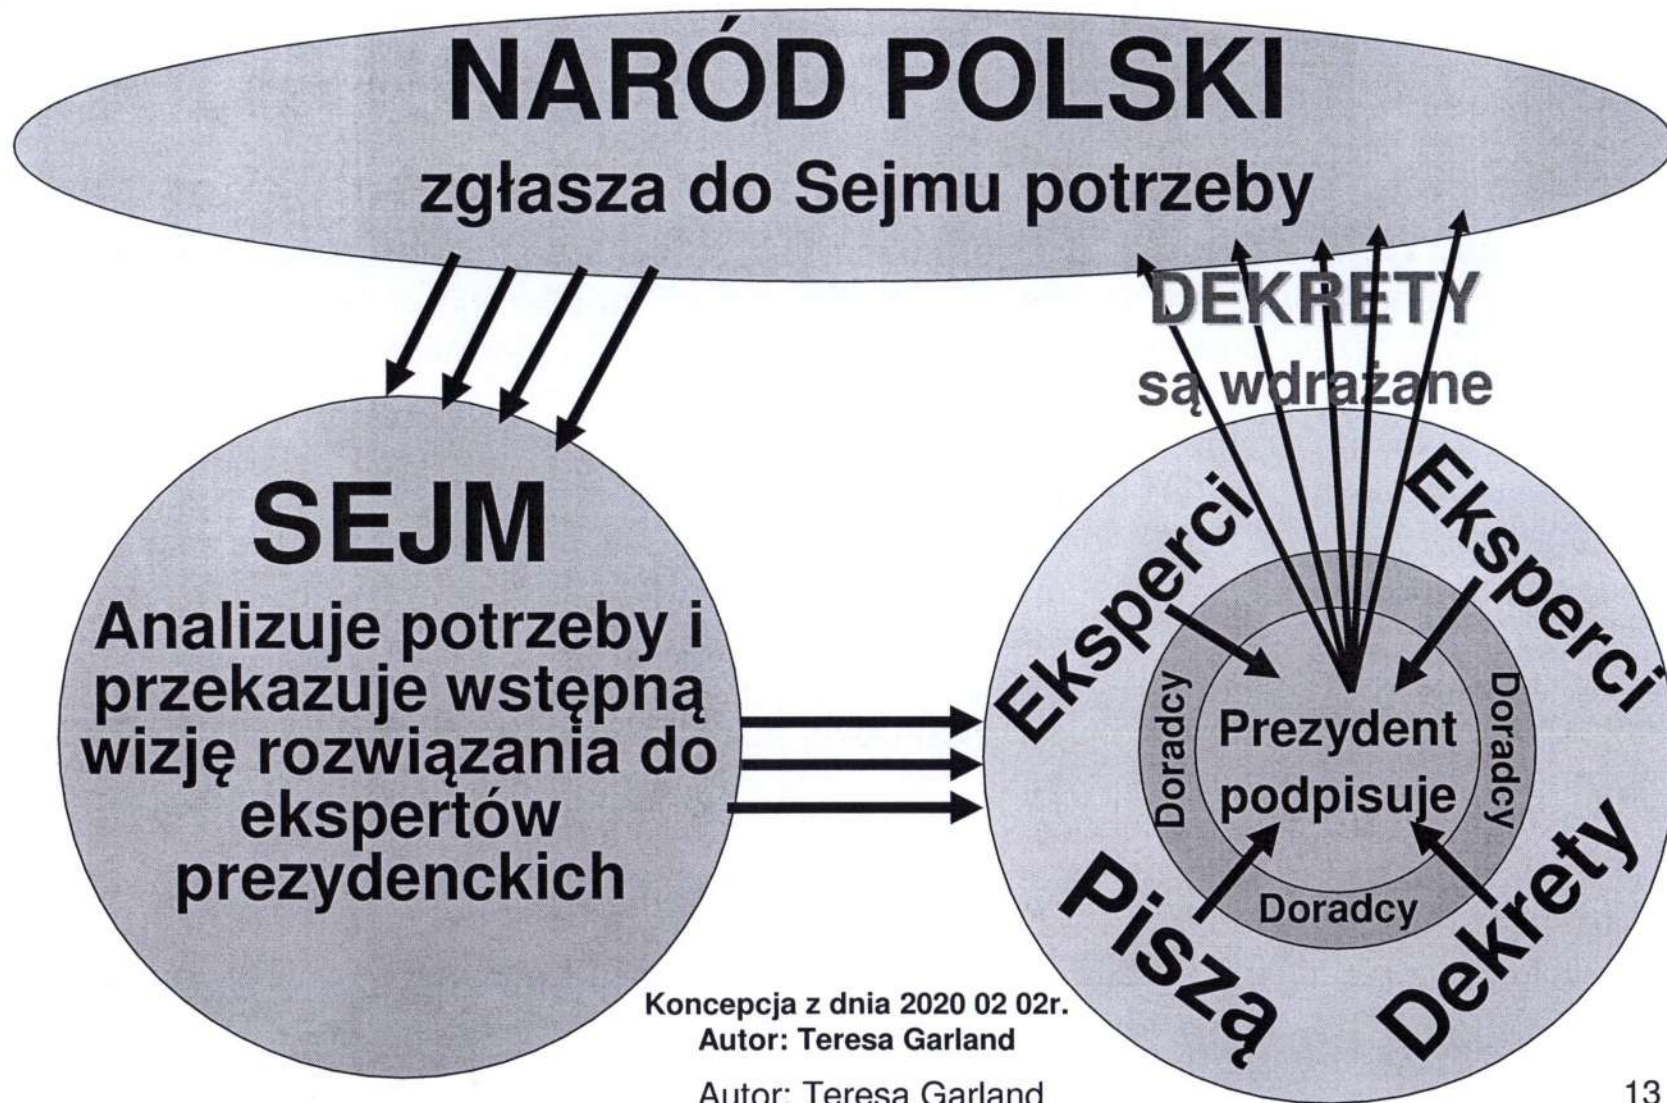 NARÓD POLSKI
zgłasza do Sejmu potrzeby
DEKRETY
są wdrażane
SEJM
Analizuje potrzeby i
przekazuje wstępną
wizję rozwiązania do
ekspertów
prezydenckich
Eksperci
Eksperci
Doradcy
Doradcy
Prezydent
podpisuje
Doradcy
Piszą
Dekrety
Koncepcja z dnia 2020 02 02r.
Autor: Teresa Garland
Autor: Teresa Garland
13